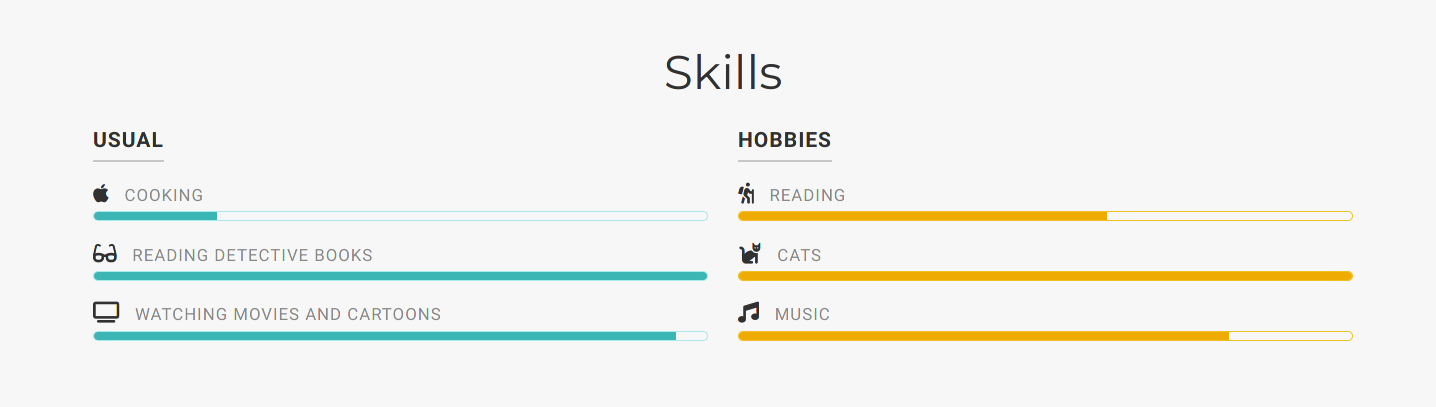 Skills
USUAL
COOKING
READING DETECTIVE BOOKS
WATCHING MOVIES AND CARTOONS
HOBBIES
READING
CATS
MUSIC